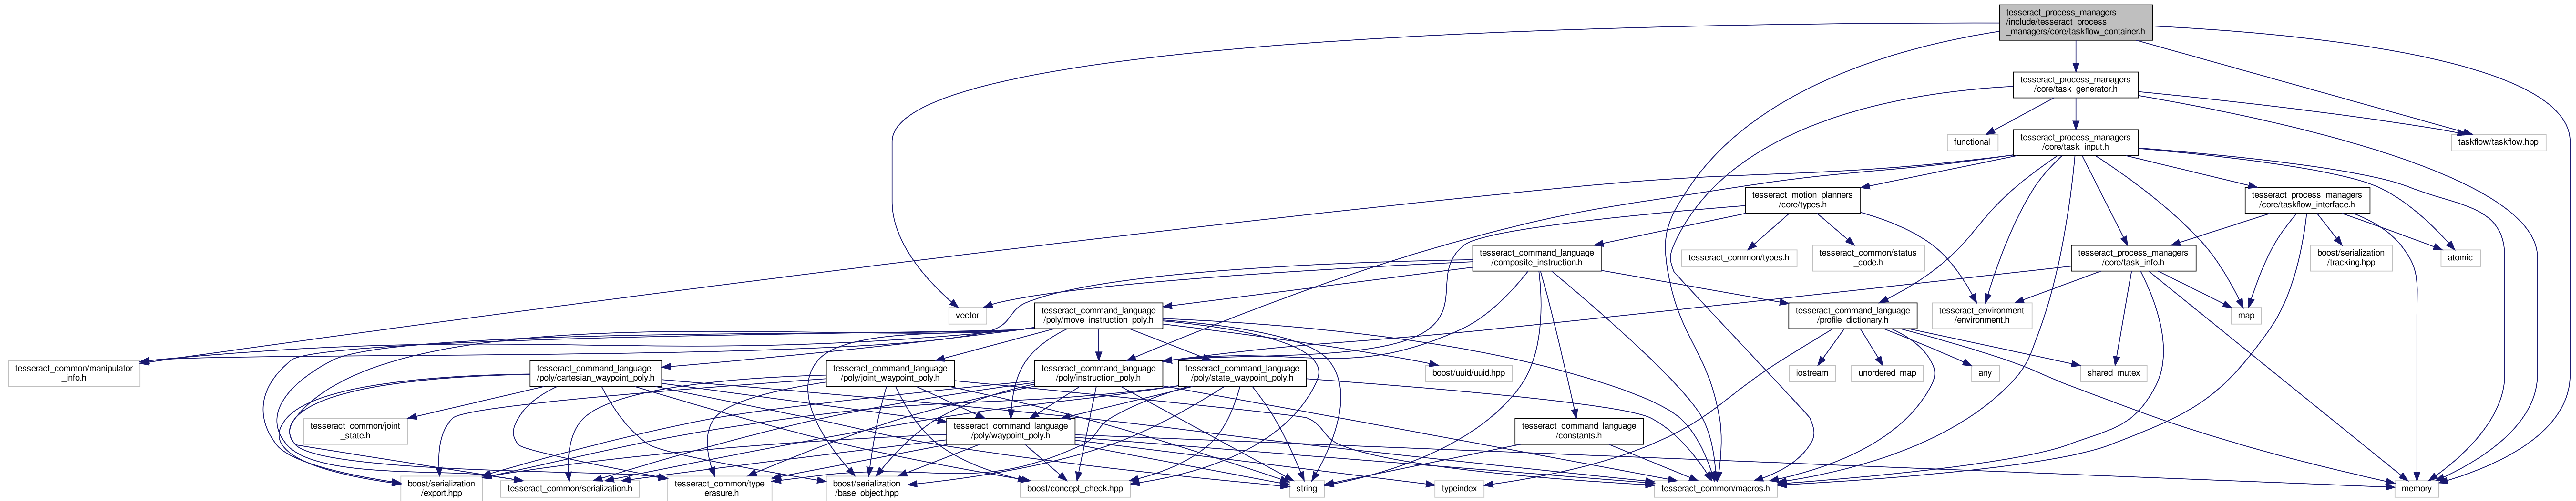 tesseract_process_managers
/include/tesseract_process
_managers/core/taskflow_container.h
tesseract_process_managers
/core/task_generator.h
functional
tesseract_process_managers
/core/task_input.h
taskflow/taskflow.hpp
tesseract_motion_planners
/core/types.h
tesseract_process_managers
/core/taskflow_interface.h
tesseract_command_language
/composite_instruction.h
tesseract_common/types.h
tesseract_common/status
_code.h
tesseract_process_managers
/core/task_info.h
boost/serialization
/tracking.hpp
atomic
vector
tesseract_command_language
/poly/move_instruction_poly.h
tesseract_command_language
/profile_dictionary.h
tesseract_environment
/environment.h
map
tesseract_common/manipulator
_info.h
tesseract_command_language
/poly/cartesian_waypoint_poly.h
tesseract_command_language
/poly/joint_waypoint_poly.h
tesseract_command_language
/poly/instruction_poly.h
tesseract_command_language
/poly/state_waypoint_poly.h
boost/uuid/uuid.hpp
iostream
unordered_map
any
shared_mutex
tesseract_common/joint
_state.h
tesseract_command_language
/poly/waypoint_poly.h
tesseract_command_language
/constants.h
boost/serialization
/export.hpp
tesseract_common/serialization.h
tesseract_common/type
_erasure.h
boost/serialization
/base_object.hpp
boost/concept_check.hpp
string
typeindex
tesseract_common/macros.h
memory